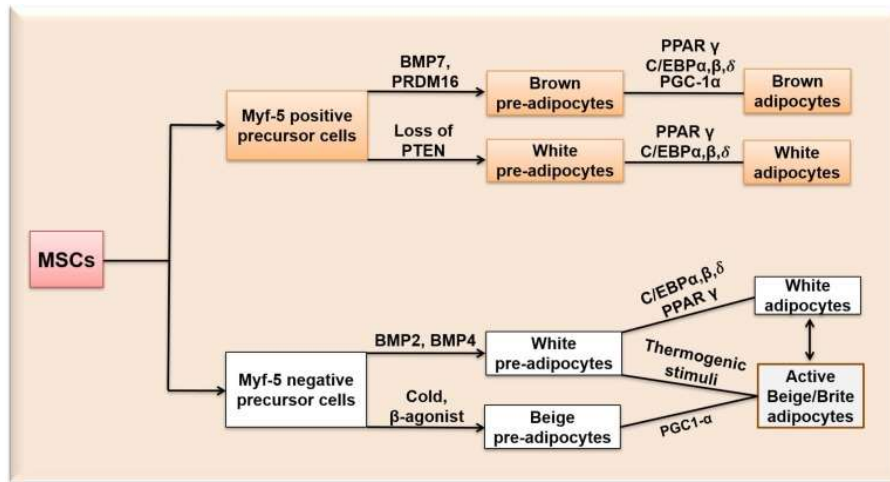 BMP7,
PRDM16
PPAR γ
C/EBPα,β,δ
PGC-1α
Myf-5 positive
precursor cells
Brown
pre-adipocytes
Brown
adipocytes
Loss of
PTEN
White
pre-adipocytes
PPAR γ
C/EBPα,β,δ
White
adipocytes
MSCs
Myf-5 negative
precursor cells
BMP2, BMP4
White
pre-adipocytes
C/EBPα,β,δ
PPAR γ
White
adipocytes
Thermogenic
stimuli
Cold,
β-agonist
Beige
pre-adipocytes
PGC1-α
Active
Beige/Brite
adipocytes